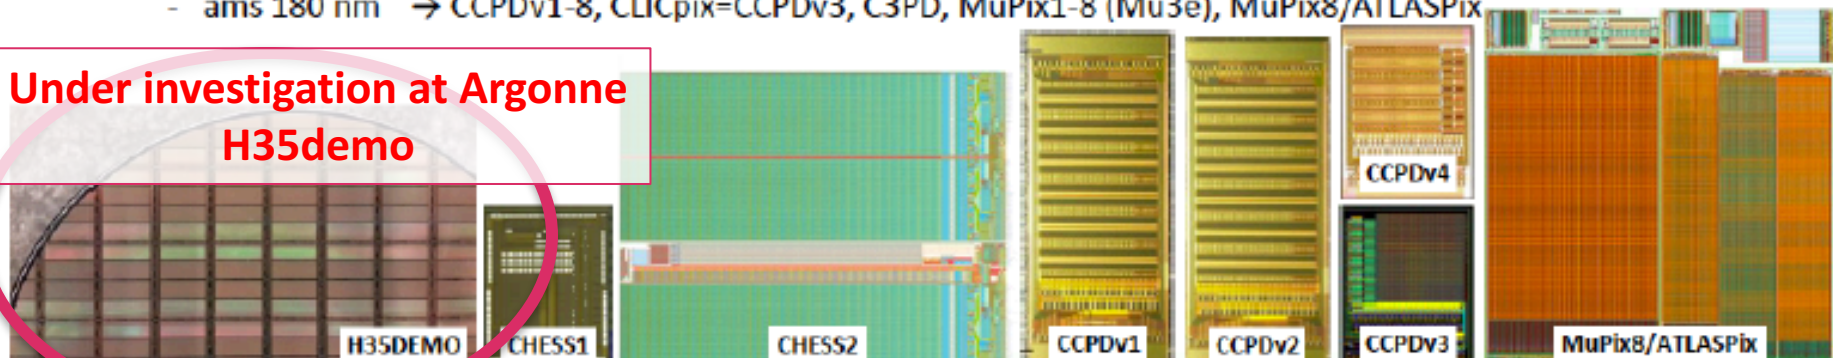 - ams 180 nm → CCPDv1-8, CLICpix=CCPDv3, C3PD, MuPix1-8 (Mu3e), MuPix8/ATLASPix
Under investigation at Argonne
H35demo
CCPDv4
H35DEMO
CHESS1
CHESS2
CCPDv1
CCPDv2
CCPDv3
MuPix8/ATLASPix